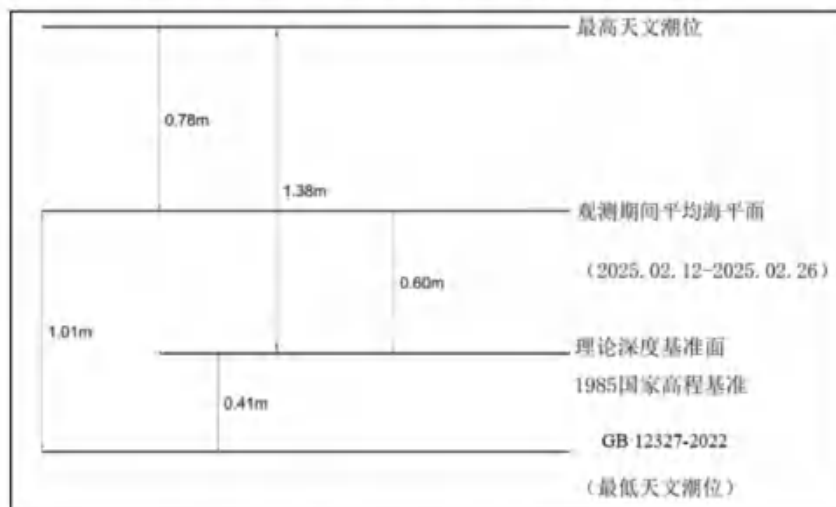 最高天文潮位
0.78m
1.38m
观测期间平均海平面
（2025.02.12-2025.02.26）
0.60m
1.01m
理论深度基准面
1985国家高程基准
0.41m
GB 12327-2022
（最低天文潮位）